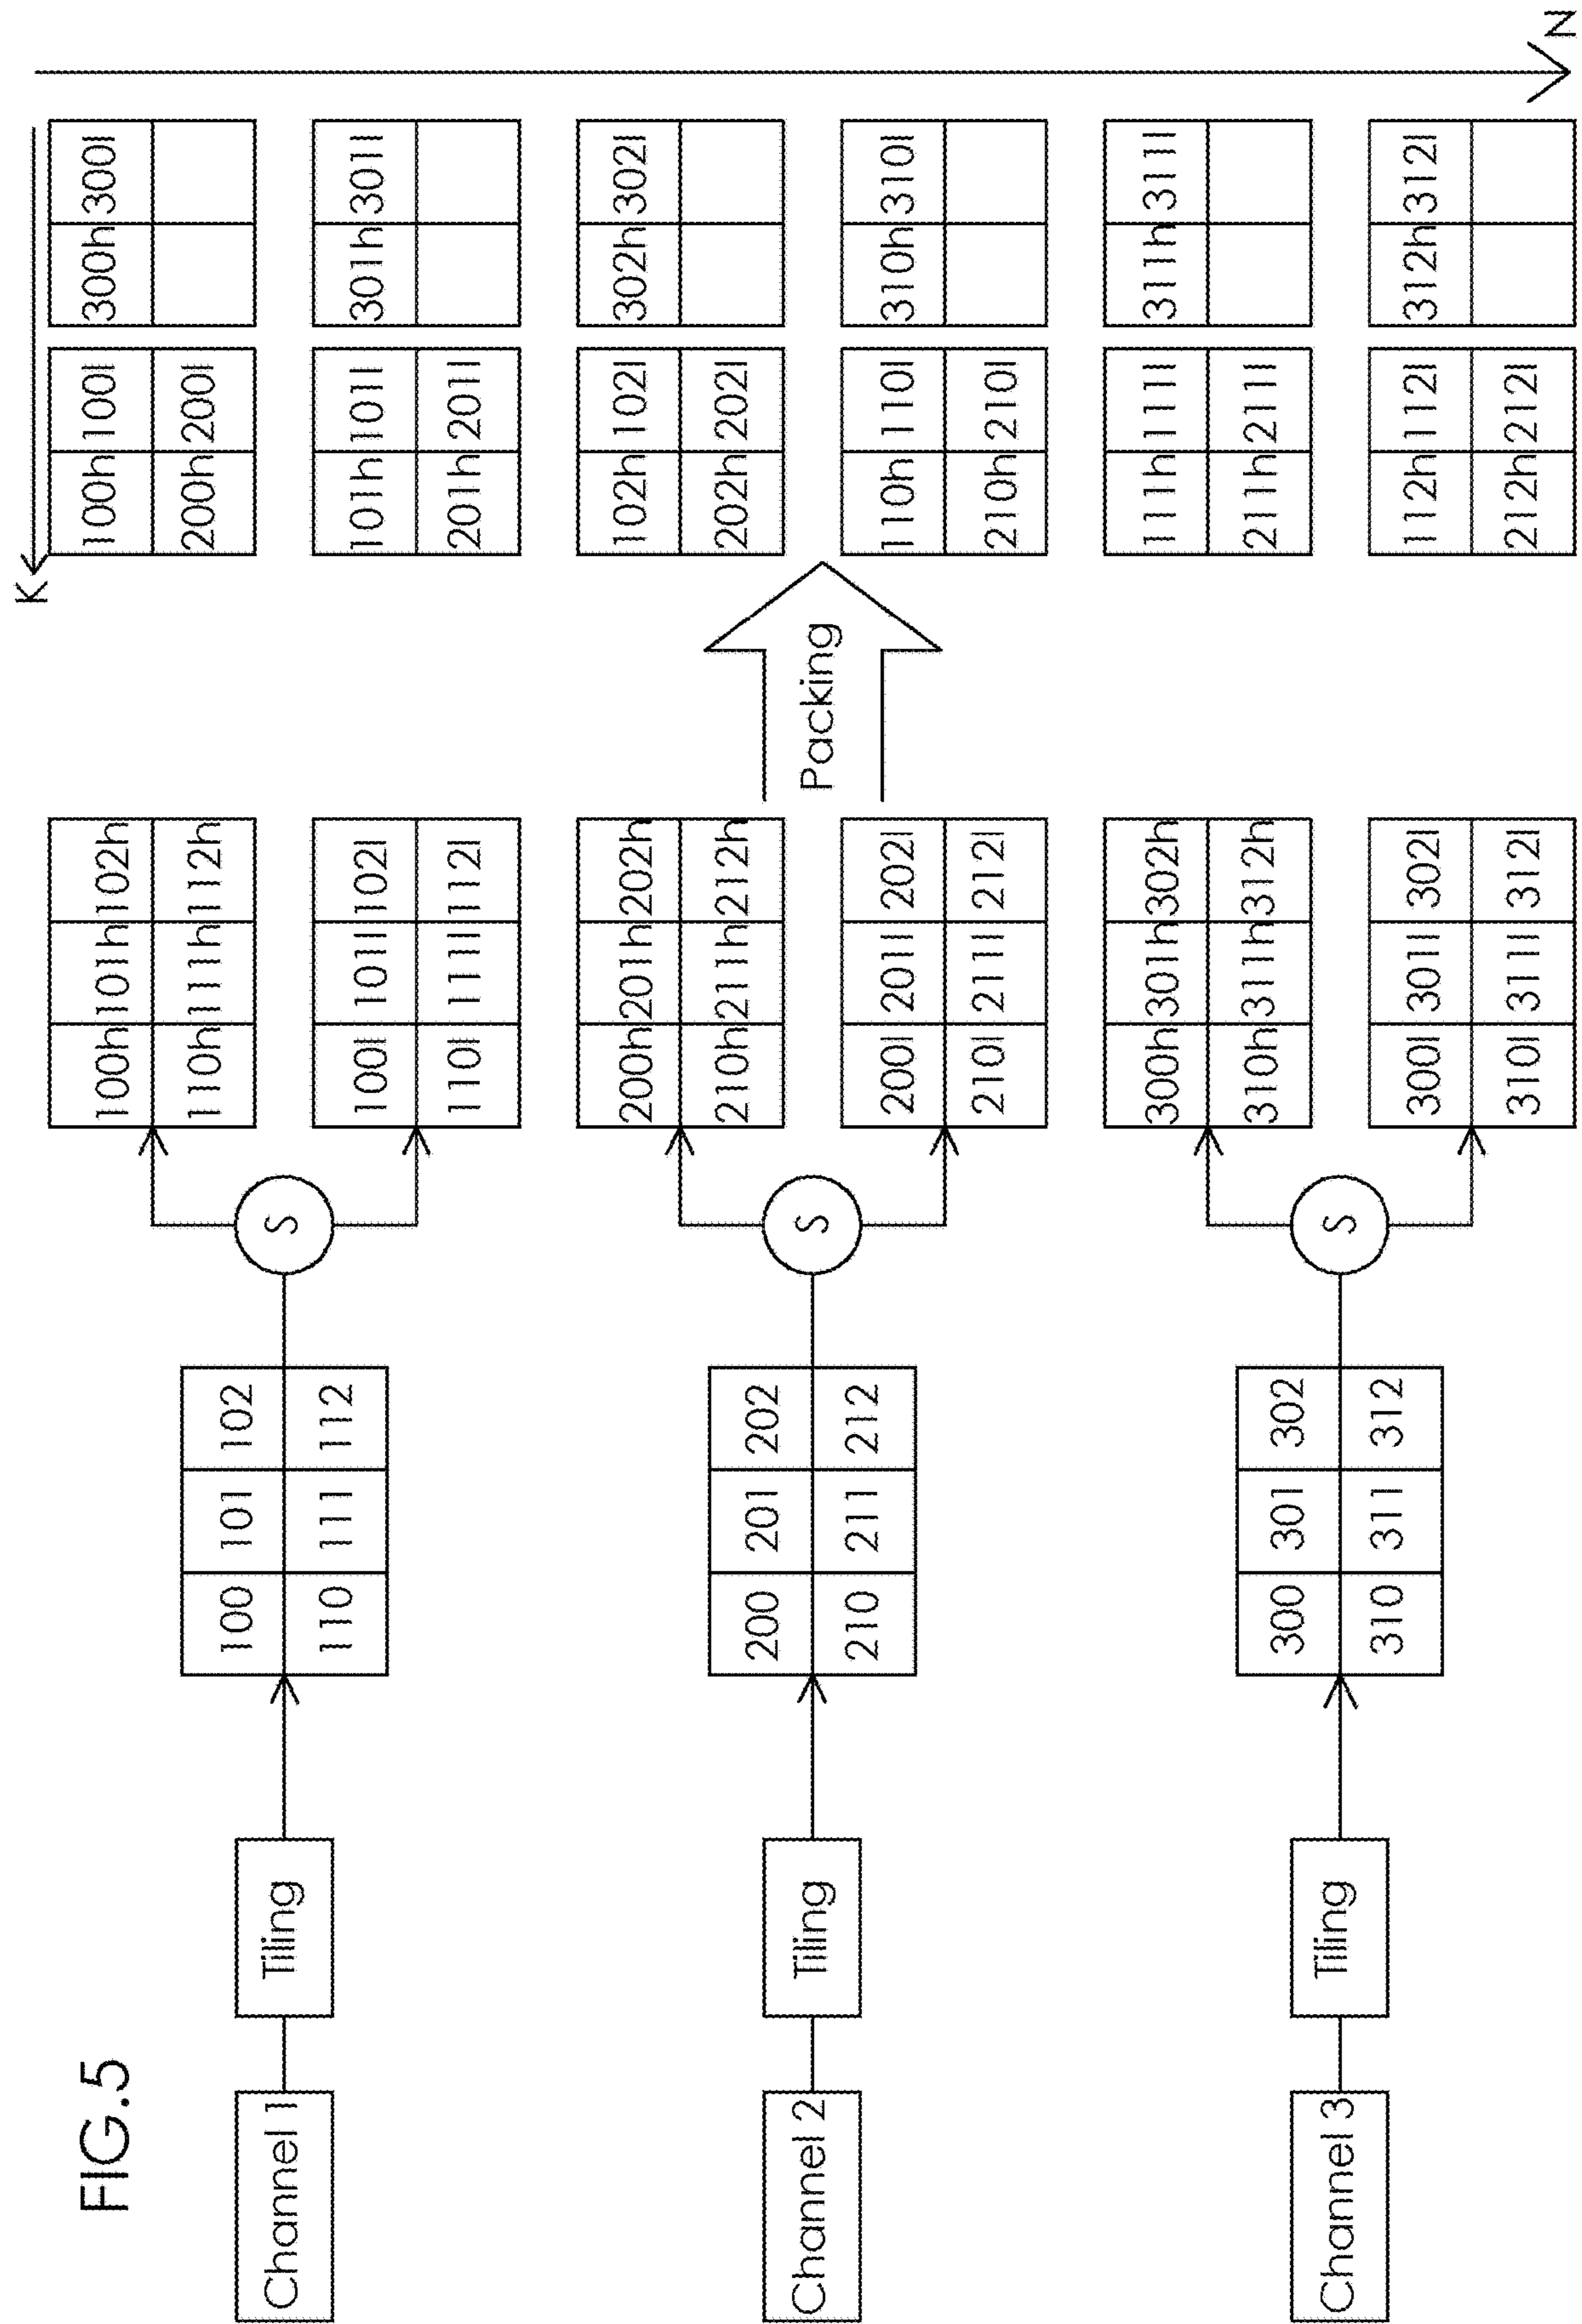 FIG.5
Channel 1
Tiling
100 101 102
110 111 112
S
100h 101h 102h
110h 111h 112h
100l 101l 102l
110l 111l 112l
Channel 2
Tiling
200 201 202
210 211 212
S
200h 201h 202h
210h 211h 212h
200l 201l 202l
210l 211l 212l
Channel 3
Tiling
300 301 302
310 311 312
S
300h 301h 302h
310h 311h 312h
300l 301l 302l
310l 311l 312l
Packing
K
100h 100l 300h 300l
200h 200l
101h 101l 301h 301l
201h 201l
102h 102l 302h 302l
202h 202l
110h 110l 310h 310l
210h 210l
111h 111l 311h 311l
211h 211l
112h 112l 312h 312l
212h 212l
N